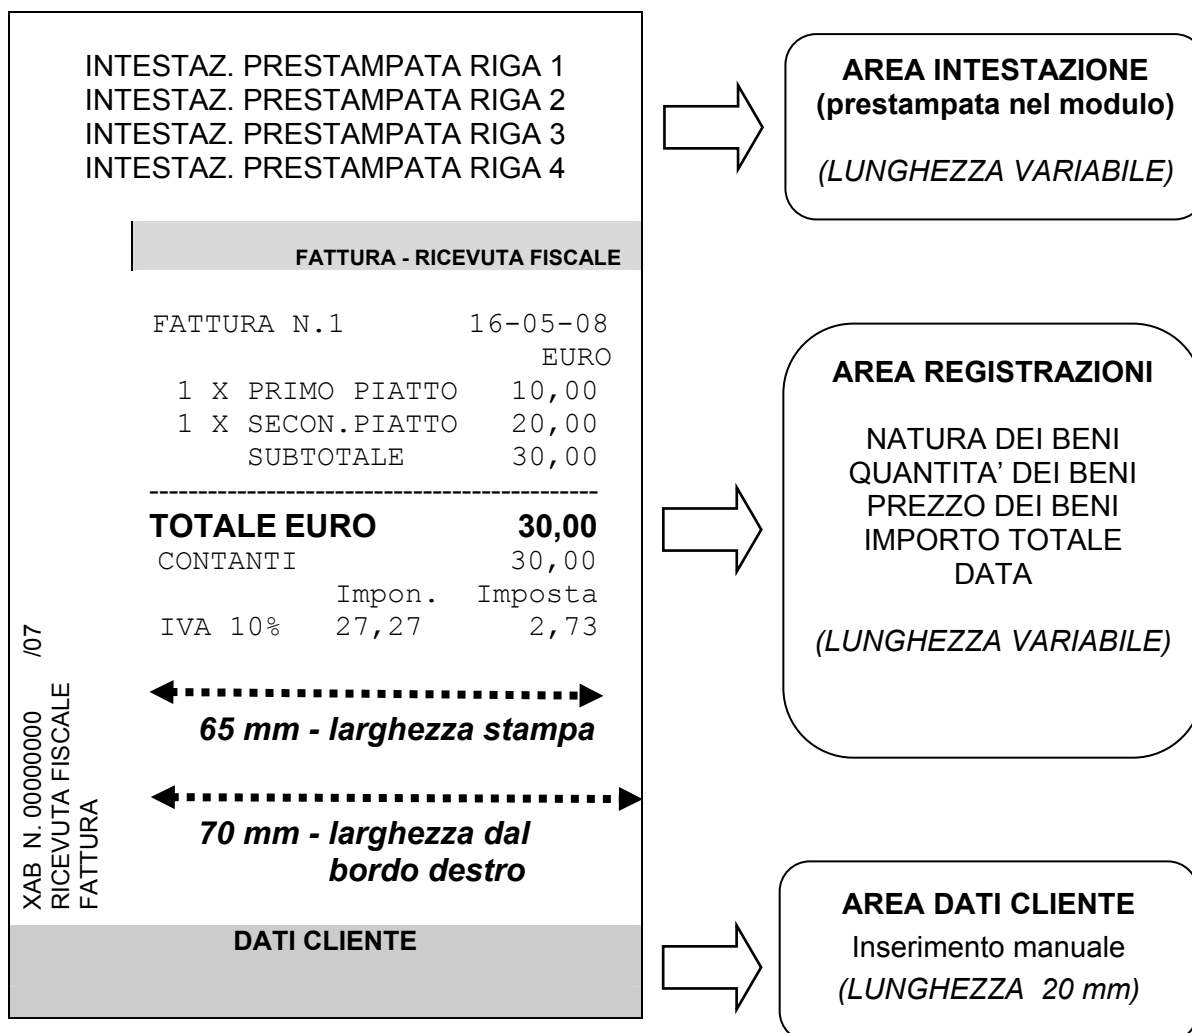 INTESTAZ. PRESTAMPATA RIGA 1
INTESTAZ. PRESTAMPATA RIGA 2
INTESTAZ. PRESTAMPATA RIGA 3
INTESTAZ. PRESTAMPATA RIGA 4
AREA INTESTAZIONE
(prestampata nel modulo)
(LUNGHEZZA VARIABILE)
FATTURA - RICEVUTA FISCALE
FATTURA N.1 16-05-08
EURO
1 X PRIMO PIATTO 10,00
1 X SECON.PIATTO 20,00
SUBTOTALE 30,00
----------------------------------------------
TOTALE EURO 30,00
CONTANTI 30,00
Impon. Imposta
IVA 10% 27,27 2,73
65 mm - larghezza stampa
70 mm - larghezza dal
bordo destro
XAB N. 00000000 /07
RICEVUTA FISCALE
FATTURA
AREA REGISTRAZIONI
NATURA DEI BENI
QUANTITA’ DEI BENI
PREZZO DEI BENI
IMPORTO TOTALE
DATA
(LUNGHEZZA VARIABILE)
DATI CLIENTE
AREA DATI CLIENTE
Inserimento manuale
(LUNGHEZZA 20 mm)